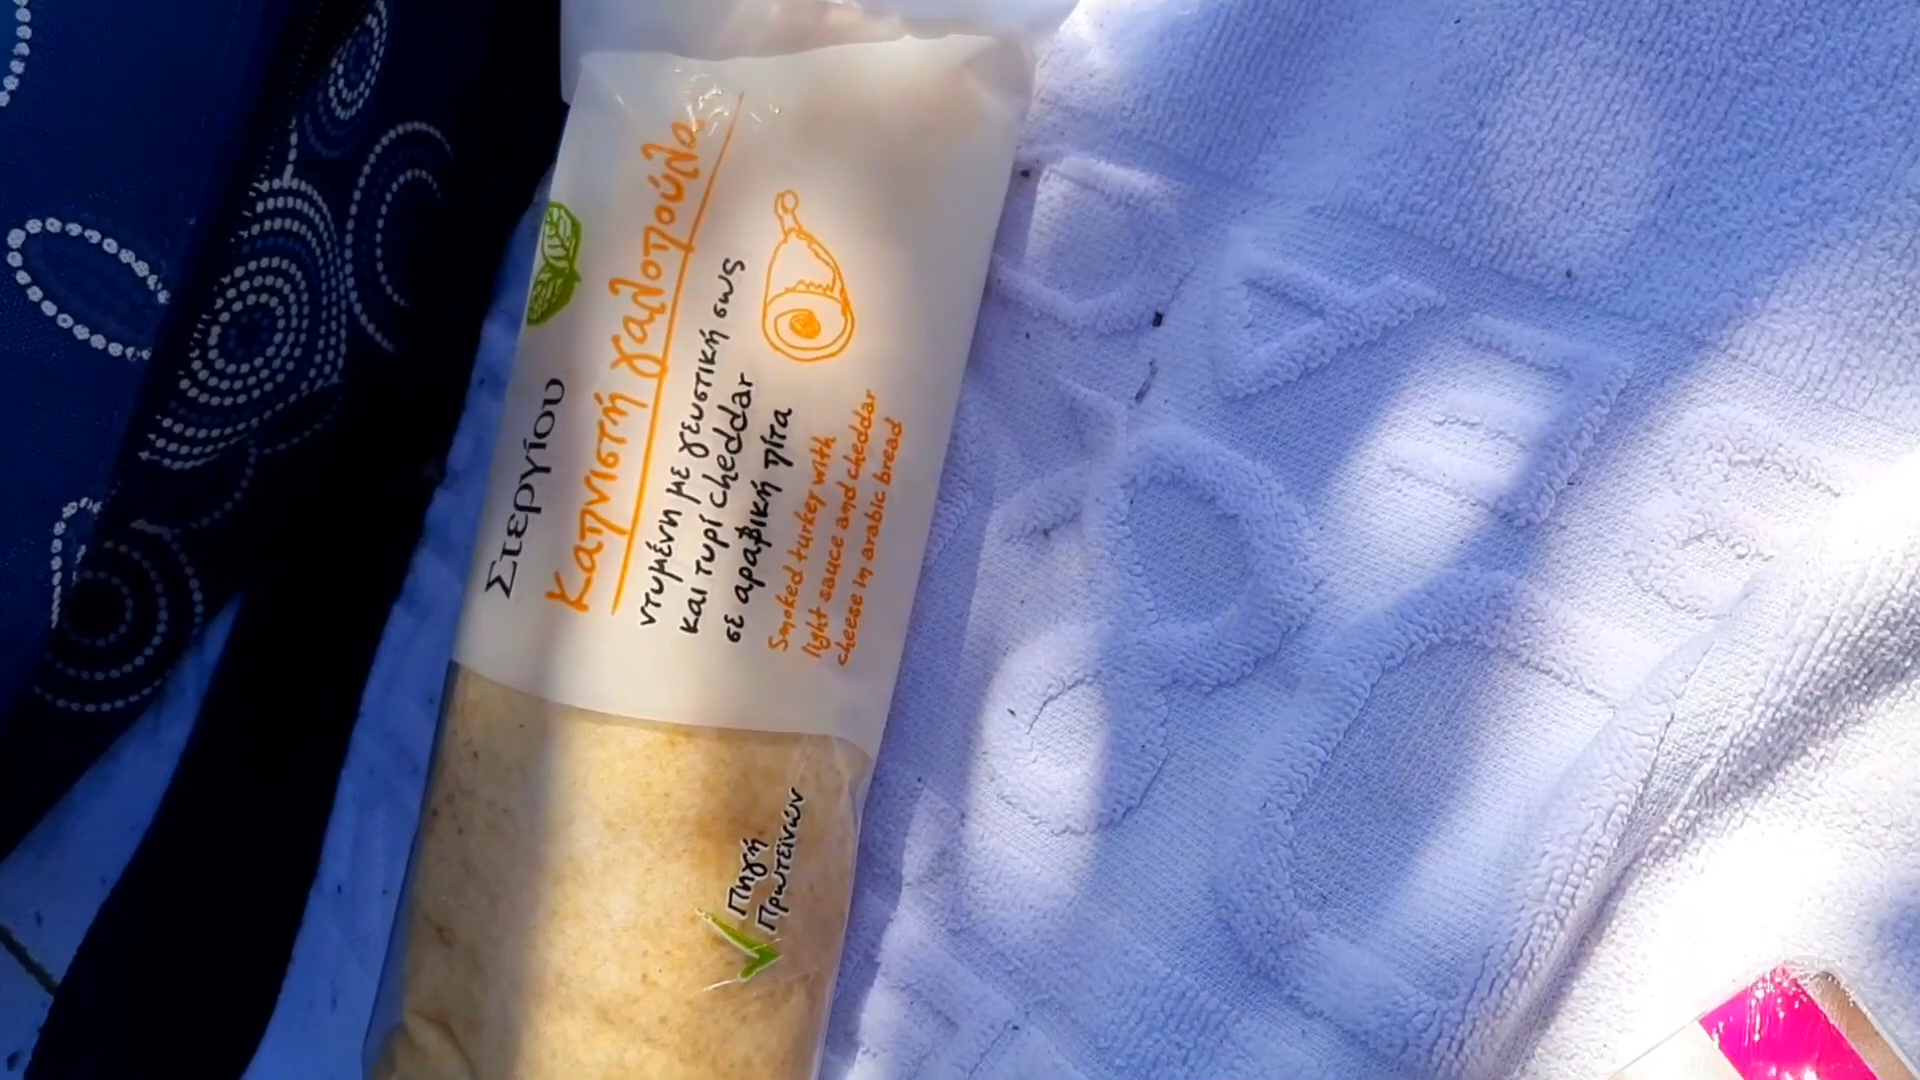 Στεργίου
Καπνιστή γαλοπούλα
ντυμένη με γευστική σως
και τυρί cheddar
σε αραβική πίτα
Smoked turkey with
light sauce and cheddar
cheese in arabic bread
Πηγή
Πρωτεϊνών